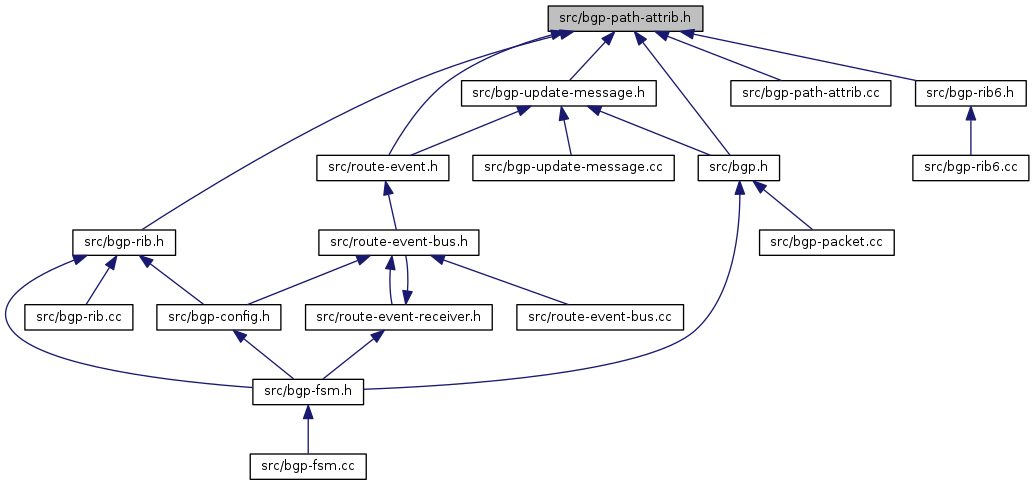 src/bgp-path-attrib.h
src/bgp-update-message.h
src/bgp-path-attrib.cc
src/bgp-rib6.h
src/route-event.h
src/bgp-update-message.cc
src/bgp.h
src/bgp-rib6.cc
src/bgp-rib.h
src/route-event-bus.h
src/bgp-packet.cc
src/bgp-rib.cc
src/bgp-config.h
src/route-event-receiver.h
src/route-event-bus.cc
src/bgp-fsm.h
src/bgp-fsm.cc